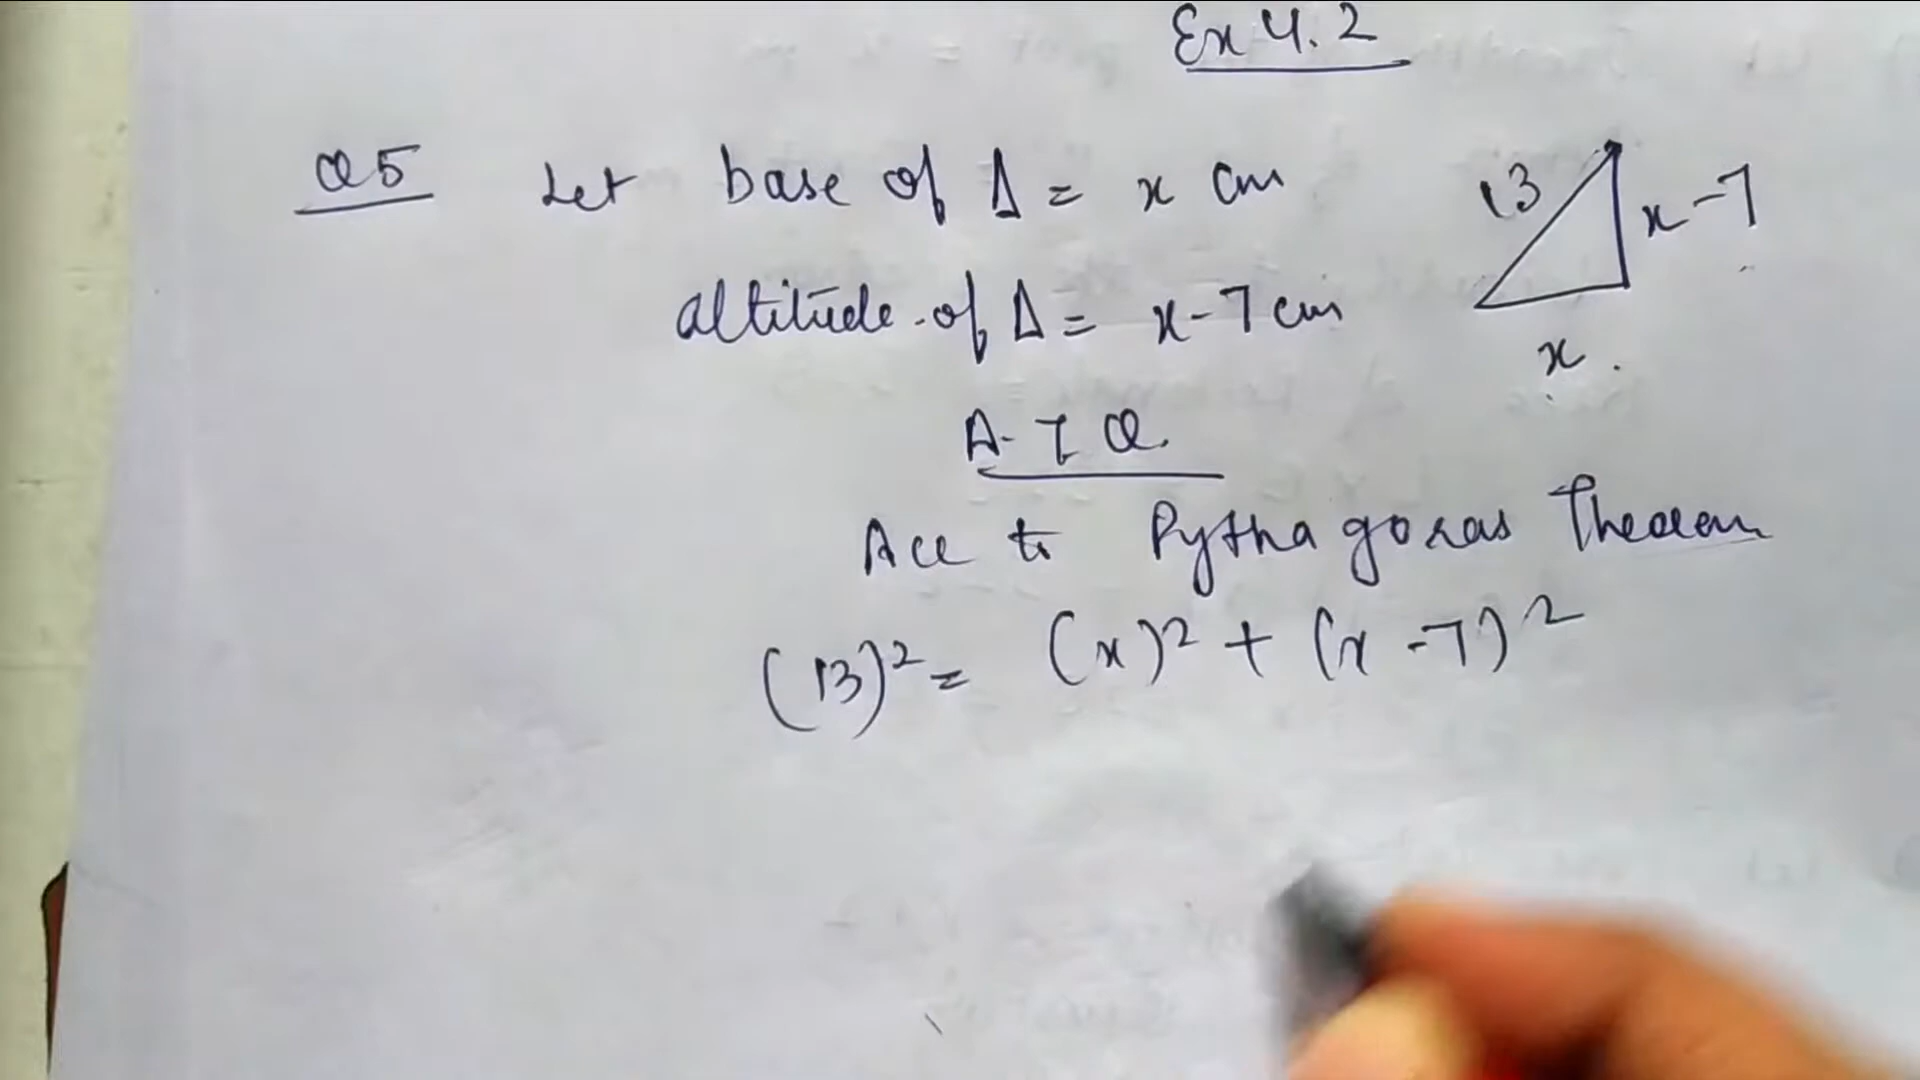 Ex 4.2
Q5 Let base of Δ = x cm
altitude of Δ = x-7 cm
13
x-7
x
A.T Q.
Acc to Pythagoras Theorem
(13)² = (x)² + (x-7)²